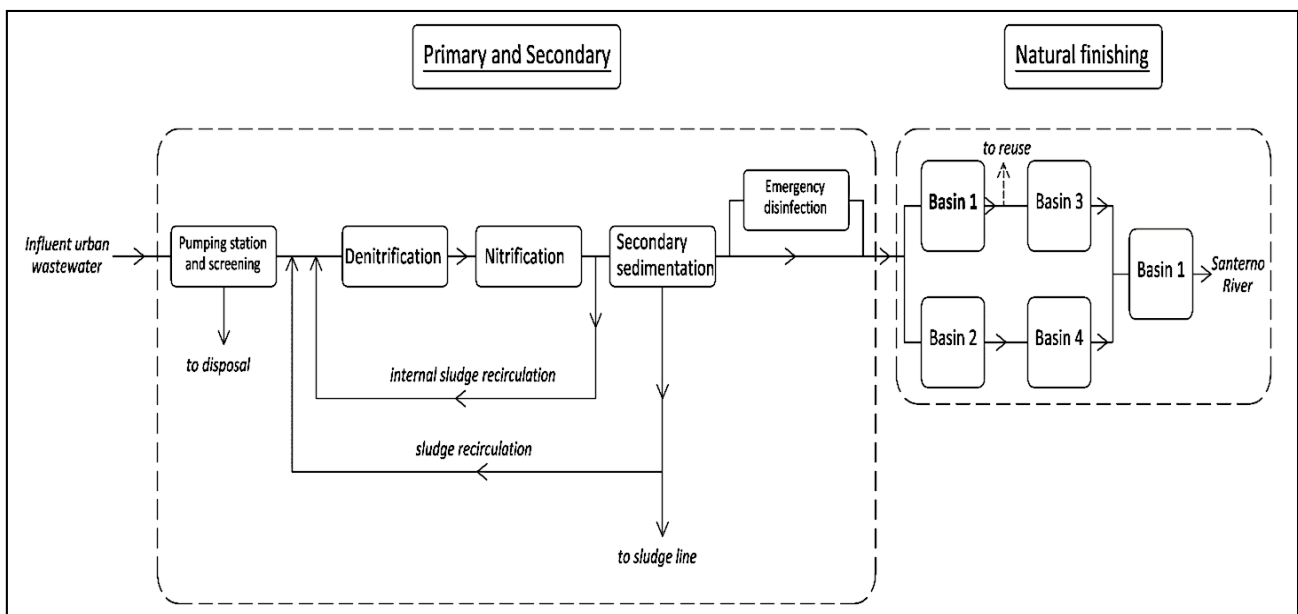 Primary and Secondary
Natural finishing
to reuse
Emergency
disinfection
Basin 1
Basin 3
Influent urban
wastewater
Pumping station
and screening
Denitrification
Nitrification
Secondary
sedimentation
Basin 1
Santerno
River
Basin 2
Basin 4
to disposal
internal sludge recirculation
sludge recirculation
to sludge line